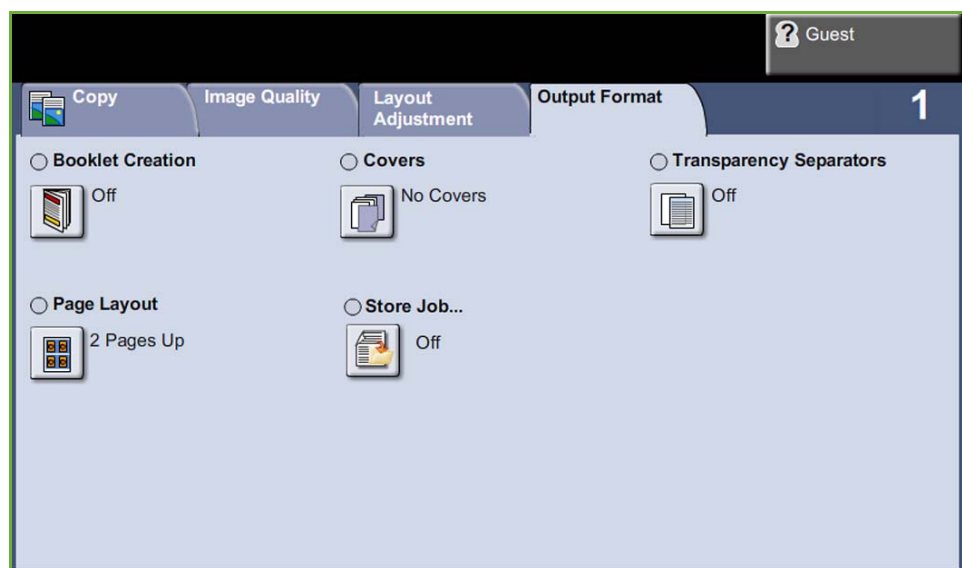 ? Guest
Copy
Image Quality
Layout
Adjustment
Output Format
1
Booklet Creation
Off
Covers
No Covers
Transparency Separators
Off
Page Layout
2 Pages Up
Store Job...
Off